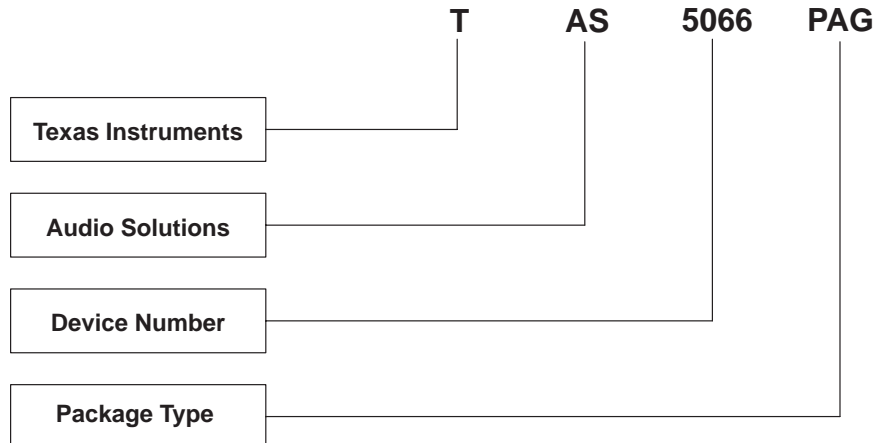 T AS 5066 PAG
Texas Instruments
Audio Solutions
Device Number
Package Type